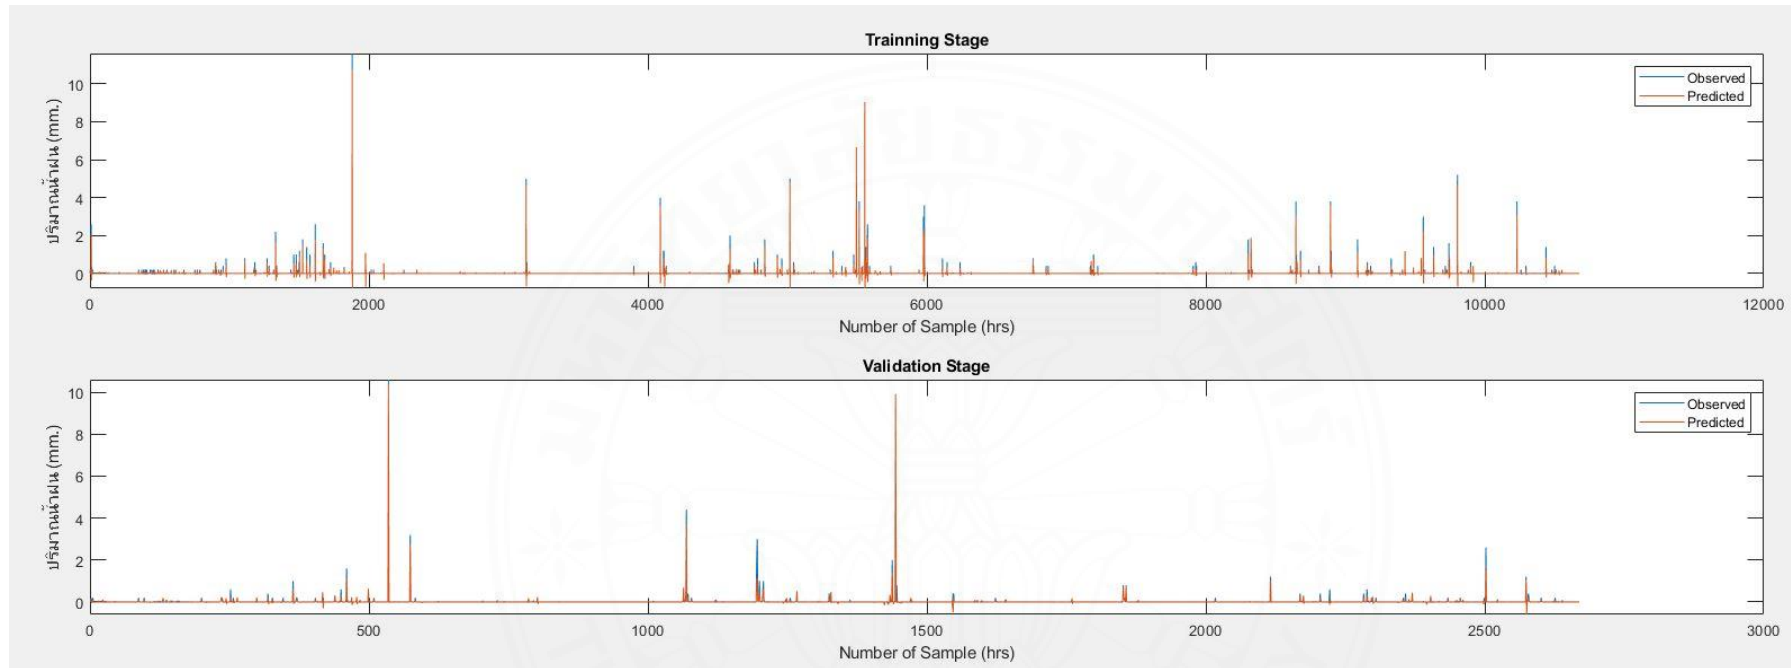 Trainning Stage
ปริมาณน้ำฝน (mm.)
10
8
6
4
2
0
Observed
Predicted
0 2000 4000 6000 8000 10000 12000
Number of Sample (hrs)
Validation Stage
ปริมาณน้ำฝน (mm.)
10
8
6
4
2
0
Observed
Predicted
0 500 1000 1500 2000 2500 3000
Number of Sample (hrs)